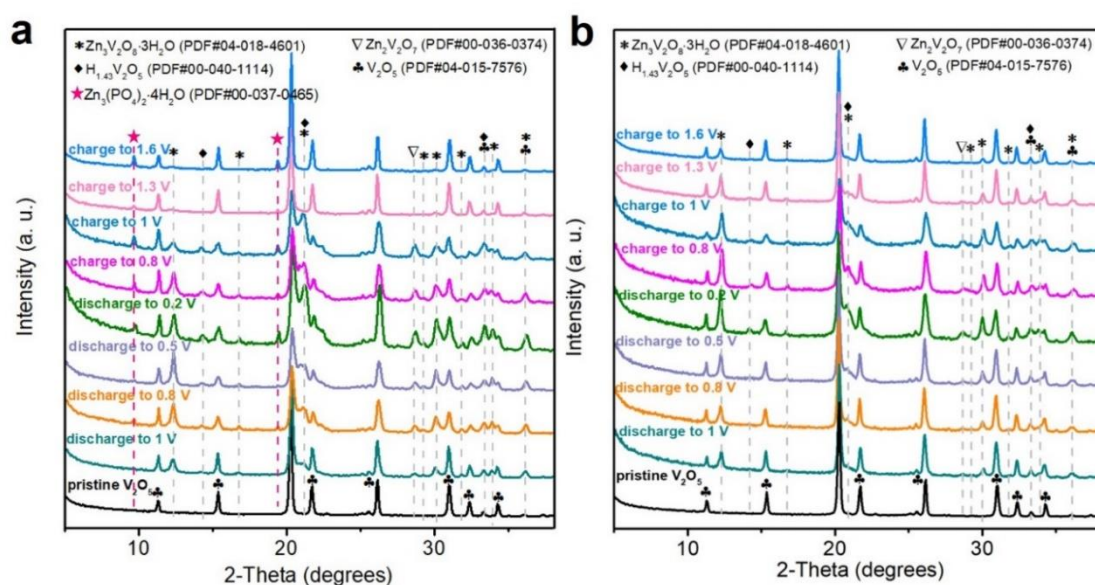 a
* Zn₃V₂O₈·3H₂O (PDF#04-018-4601) ▽ Zn₂V₂O₇ (PDF#00-036-0374)
♦ H₁.₄₃V₂O₅ (PDF#00-040-1114) ♣ V₂O₅ (PDF#04-015-7576)
★ Zn₃(PO₄)₂·4H₂O (PDF#00-037-0465)
charge to 1.6 V
charge to 1.3 V
charge to 1 V
charge to 0.8 V
discharge to 0.2 V
discharge to 0.5 V
discharge to 0.8 V
discharge to 1 V
pristine V₂O₅
Intensity (a. u.)
10 20 30
2-Theta (degrees)
b
* Zn₃V₂O₈·3H₂O (PDF#04-018-4601) ▽ Zn₂V₂O₇ (PDF#00-036-0374)
♦ H₁.₄₃V₂O₅ (PDF#00-040-1114) ♣ V₂O₅ (PDF#04-015-7576)
charge to 1.6 V
charge to 1.3 V
charge to 1 V
charge to 0.8 V
discharge to 0.2 V
discharge to 0.5 V
discharge to 0.8 V
discharge to 1 V
pristine V₂O₅
Intensity (a. u.)
10 20 30
2-Theta (degrees)